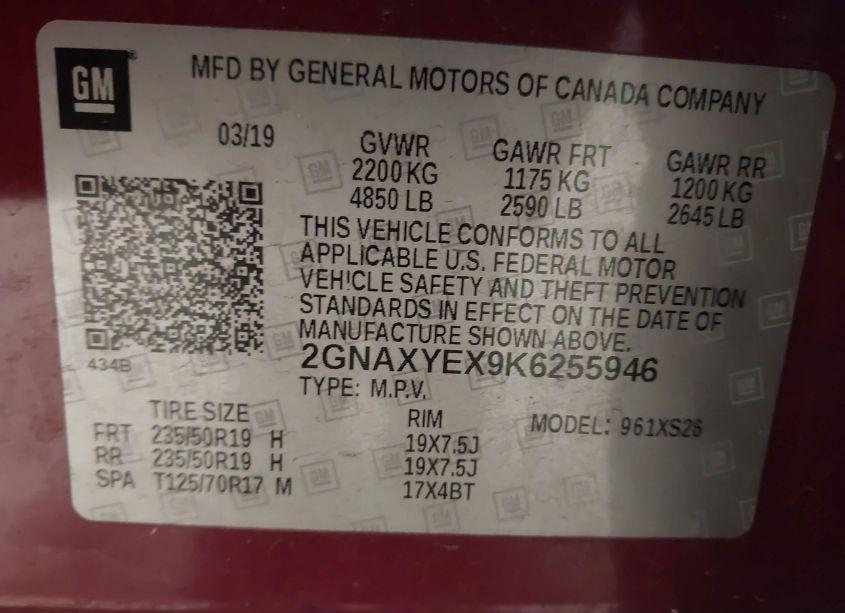 GM
MFD BY GENERAL MOTORS OF CANADA COMPANY
03/19
GVWR
2200 KG
4850 LB
GAWR FRT
1175 KG
2590 LB
GAWR RR
1200 KG
2645 LB
THIS VEHICLE CONFORMS TO ALL
APPLICABLE U.S. FEDERAL MOTOR
VEHICLE SAFETY AND THEFT PREVENTION
STANDARDS IN EFFECT ON THE DATE OF
MANUFACTURE SHOWN ABOVE.
434B
2GNAXYEX9K6255946
TYPE: M.P.V.
TIRE SIZE RIM MODEL: 961XS26
FRT 235/50R19 H 19X7.5J
RR 235/50R19 H 19X7.5J
SPA T125/70R17 M 17X4BT